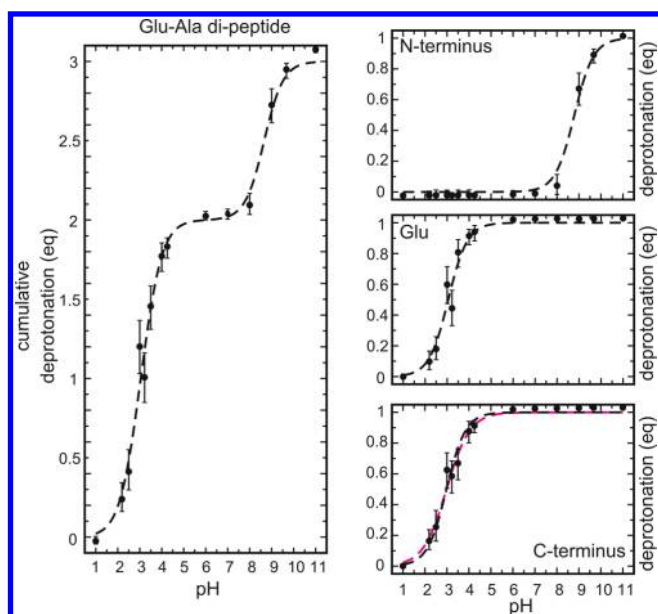 Glu-Ala di-peptide
cumulative
deprotonation (eq)
3
2.5
2
1.5
1
0.5
0
1 2 3 4 5 6 7 8 9 10 11
pH
N-terminus
1
0.8
0.6
0.4
0.2
0
deprotonation (eq)
Glu
1
0.8
0.6
0.4
0.2
0
deprotonation (eq)
C-terminus
1
0.8
0.6
0.4
0.2
0
deprotonation (eq)
1 2 3 4 5 6 7 8 9 10 11
pH